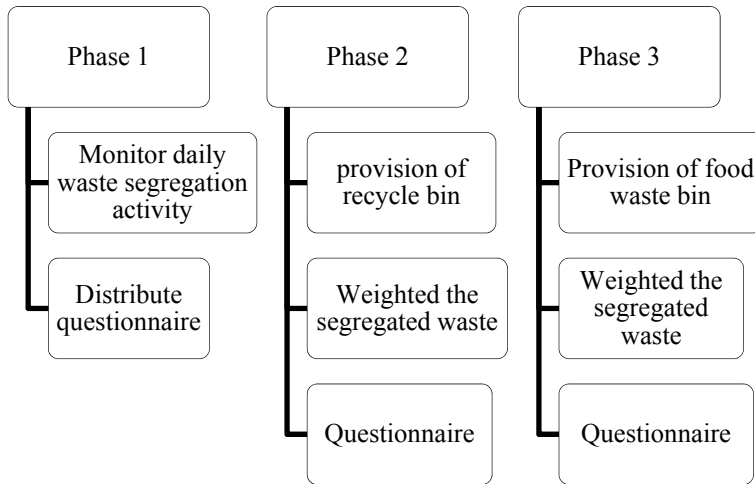 Phase 1
Monitor daily
waste segregation
activity
Distribute
questionnaire
Phase 2
provision of
recycle bin
Weighted the
segregated waste
Questionnaire
Phase 3
Provision of food
waste bin
Weighted the
segregated
waste
Questionnaire